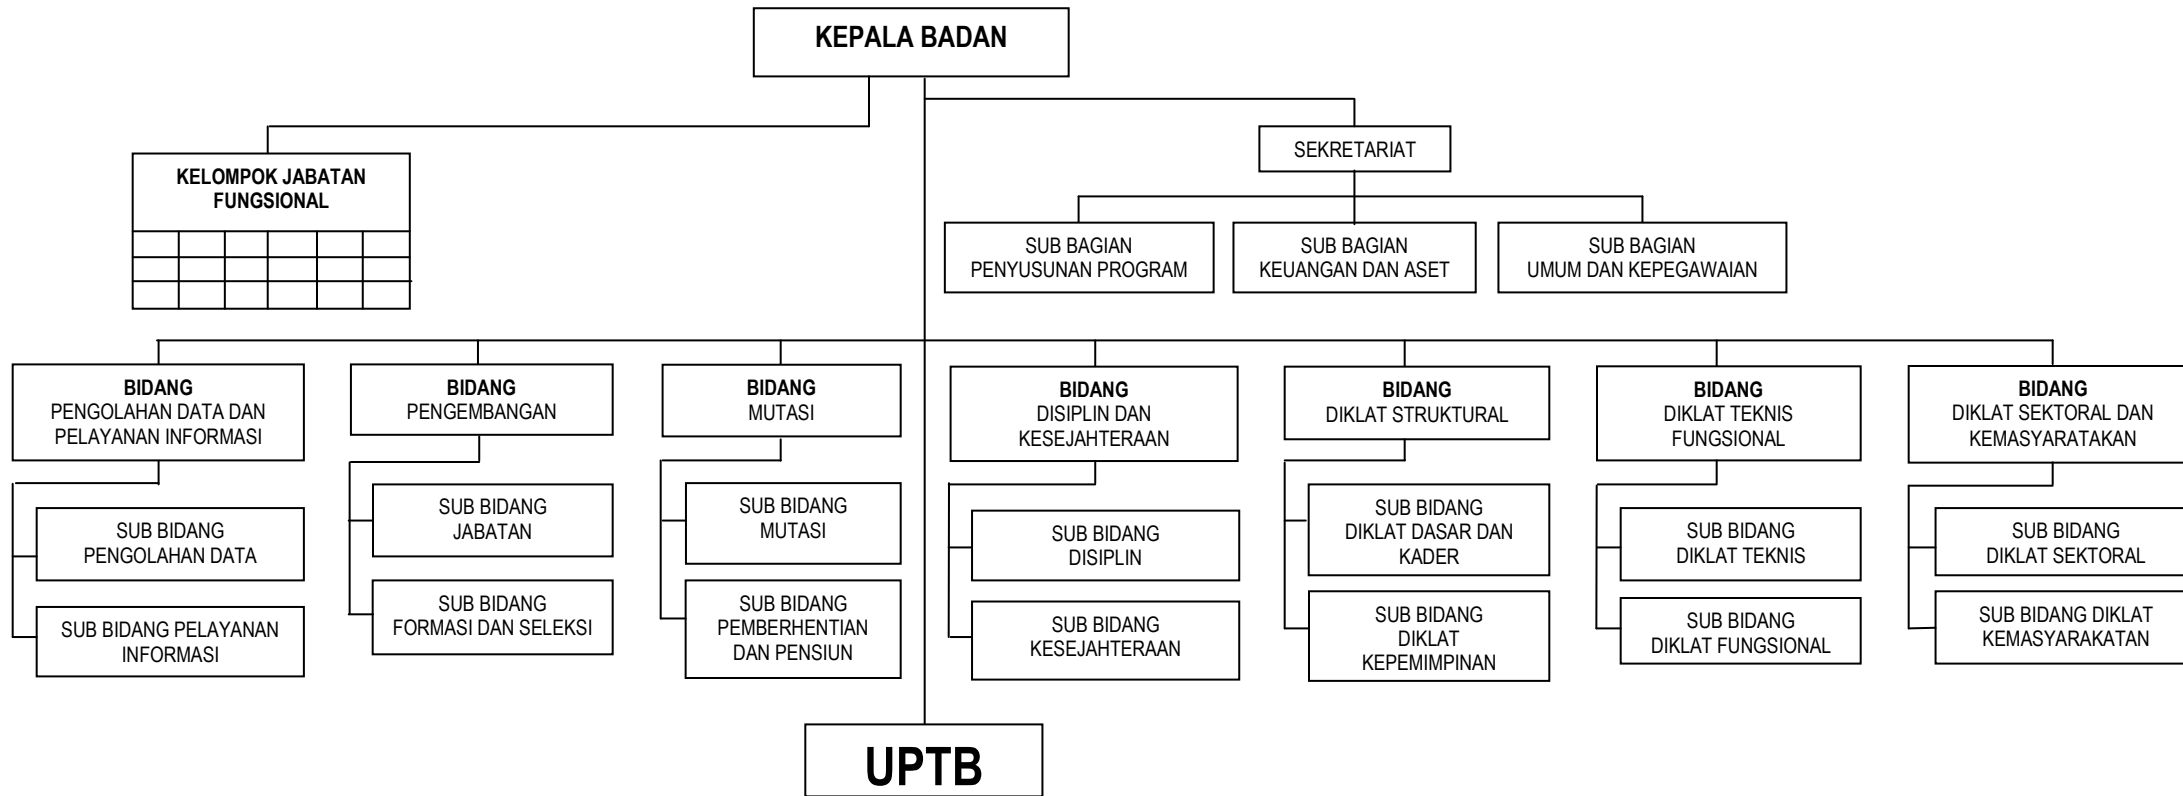 KEPALA BADAN
SEKRETARIAT
KELOMPOK JABATAN
FUNGSIONAL
SUB BAGIAN
PENYUSUNAN PROGRAM
SUB BAGIAN
KEUANGAN DAN ASET
SUB BAGIAN
UMUM DAN KEPEGAWAIAN
BIDANG
PENGOLAHAN DATA DAN
PELAYANAN INFORMASI
BIDANG
PENGEMBANGAN
BIDANG
MUTASI
BIDANG
DISIPLIN DAN
KESEJAHTERAAN
BIDANG
DIKLAT STRUKTURAL
BIDANG
DIKLAT TEKNIS
FUNGSIONAL
BIDANG
DIKLAT SEKTORAL DAN
KEMASYARATAKAN
SUB BIDANG
PENGOLAHAN DATA
SUB BIDANG PELAYANAN
INFORMASI
SUB BIDANG
JABATAN
SUB BIDANG
FORMASI DAN SELEKSI
SUB BIDANG
MUTASI
SUB BIDANG
PEMBERHENTIAN
DAN PENSIUN
SUB BIDANG
DISIPLIN
SUB BIDANG
KESEJAHTERAAN
SUB BIDANG
DIKLAT DASAR DAN
KADER
SUB BIDANG
DIKLAT
KEPEMIMPINAN
SUB BIDANG
DIKLAT TEKNIS
SUB BIDANG
DIKLAT FUNGSIONAL
SUB BIDANG
DIKLAT SEKTORAL
SUB BIDANG DIKLAT
KEMASYARAKATAN
UPTB